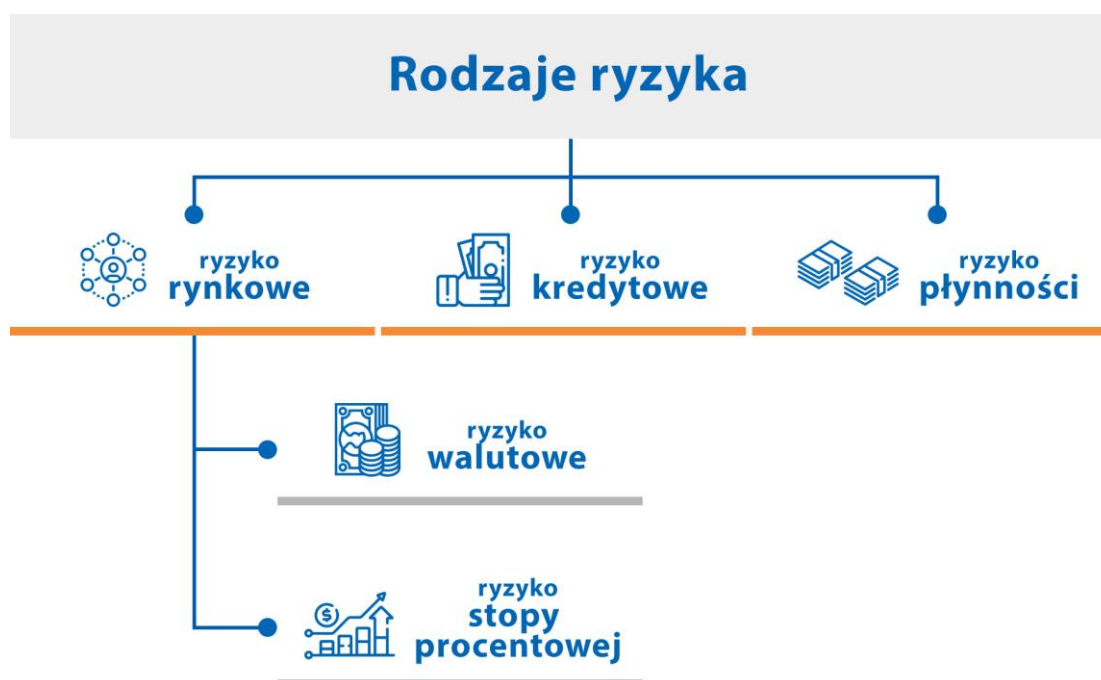 Rodzaje ryzyka
ryzyko
rynkowe
ryzyko
kredytowe
ryzyko
płynności
ryzyko
walutowe
ryzyko
stopy
procentowej